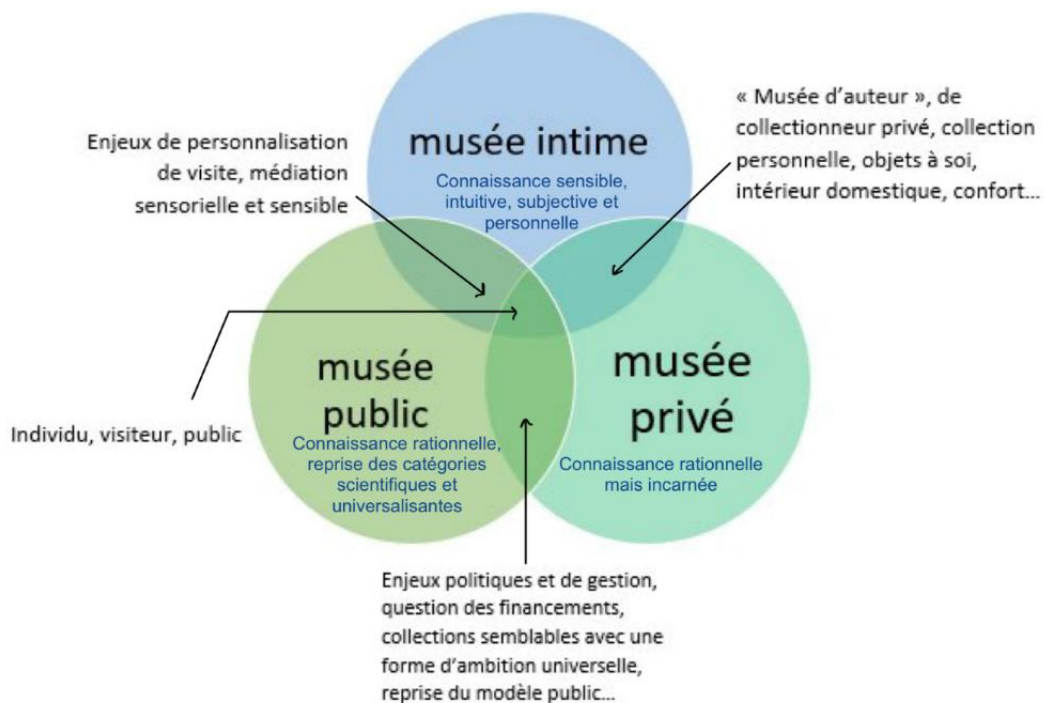 « Musée d'auteur », de
collectionneur privé, collection
personnelle, objets à soi,
intérieur domestique, confort…
Enjeux de personnalisation
de visite, médiation
sensorielle et sensible
musée intime
Connaissance sensible,
intuitive, subjective et
personnelle
musée
public
Connaissance rationnelle,
reprise des catégories
scientifiques et
universalisantes
musée
privé
Connaissance rationnelle
mais incarnée
Individu, visiteur, public
Enjeux politiques et de gestion,
question des financements,
collections semblables avec une
forme d'ambition universelle,
reprise du modèle public…